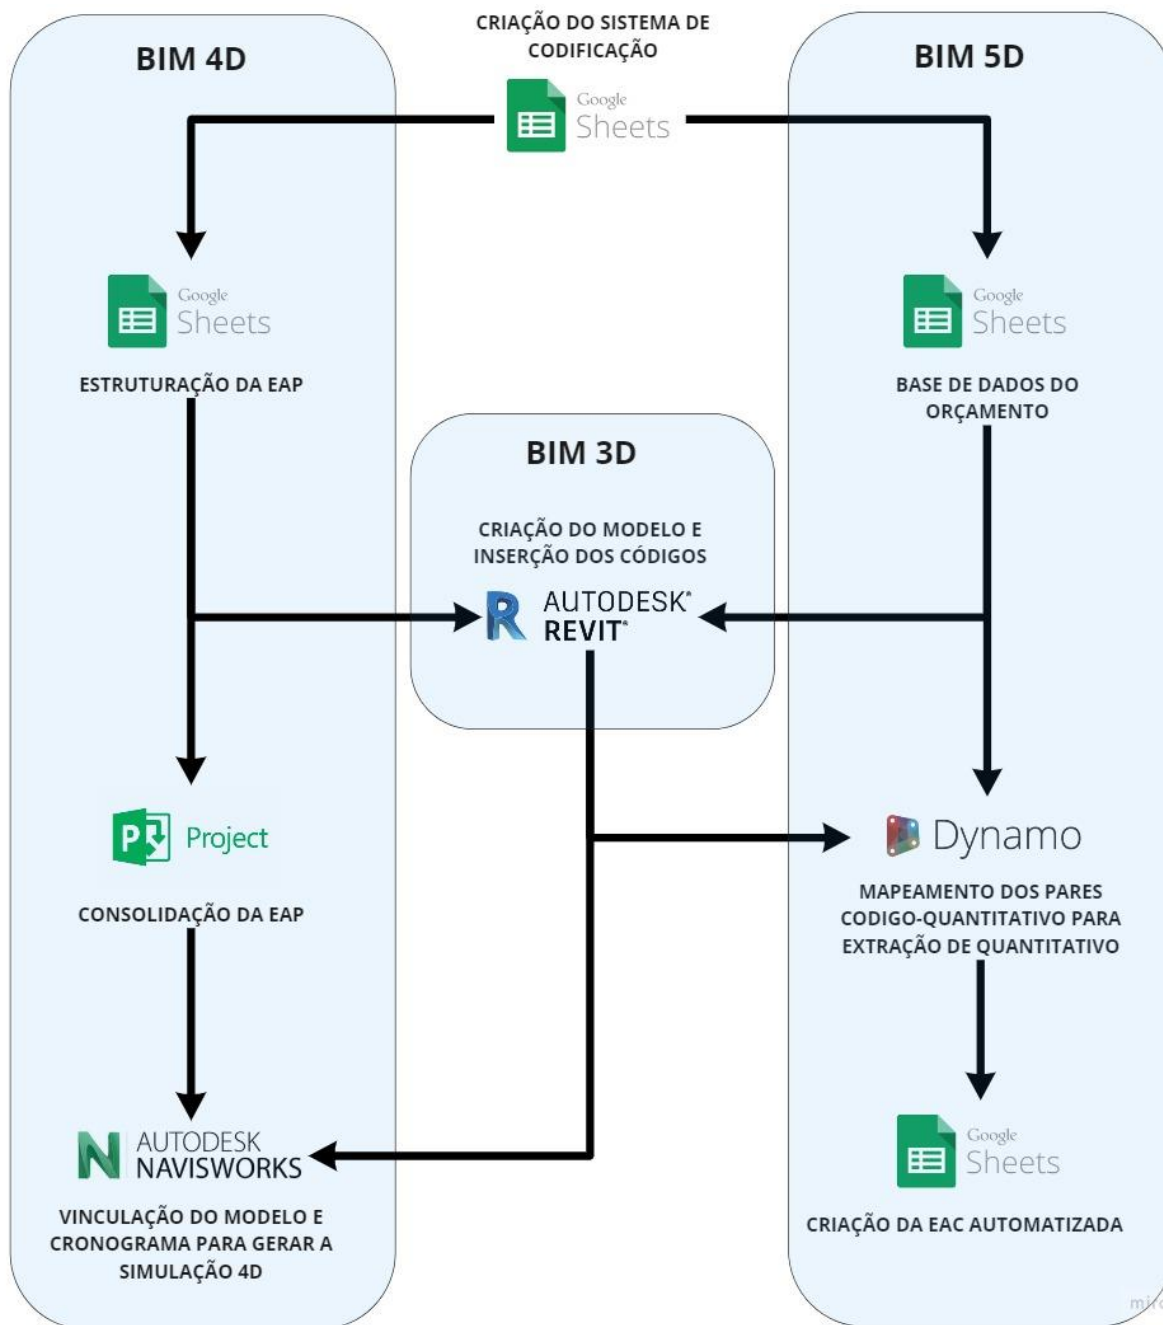 CRIAÇÃO DO SISTEMA DE
CODIFICAÇÃO
Google
Sheets
BIM 4D
Google
Sheets
ESTRUTURAÇÃO DA EAP
P Project
CONSOLIDAÇÃO DA EAP
N AUTODESK
NAVISWORKS
VINCULAÇÃO DO MODELO E
CRONOGRAMA PARA GERAR A
SIMULAÇÃO 4D
BIM 3D
CRIAÇÃO DO MODELO E
INSERÇÃO DOS CÓDIGOS
R AUTODESK®
REVIT®
BIM 5D
Google
Sheets
BASE DE DADOS DO
ORÇAMENTO
Dynamo
MAPEAMENTO DOS PARES
CODIGO-QUANTITATIVO PARA
EXTRAÇÃO DE QUANTITATIVO
Google
Sheets
CRIAÇÃO DA EAC AUTOMATIZADA